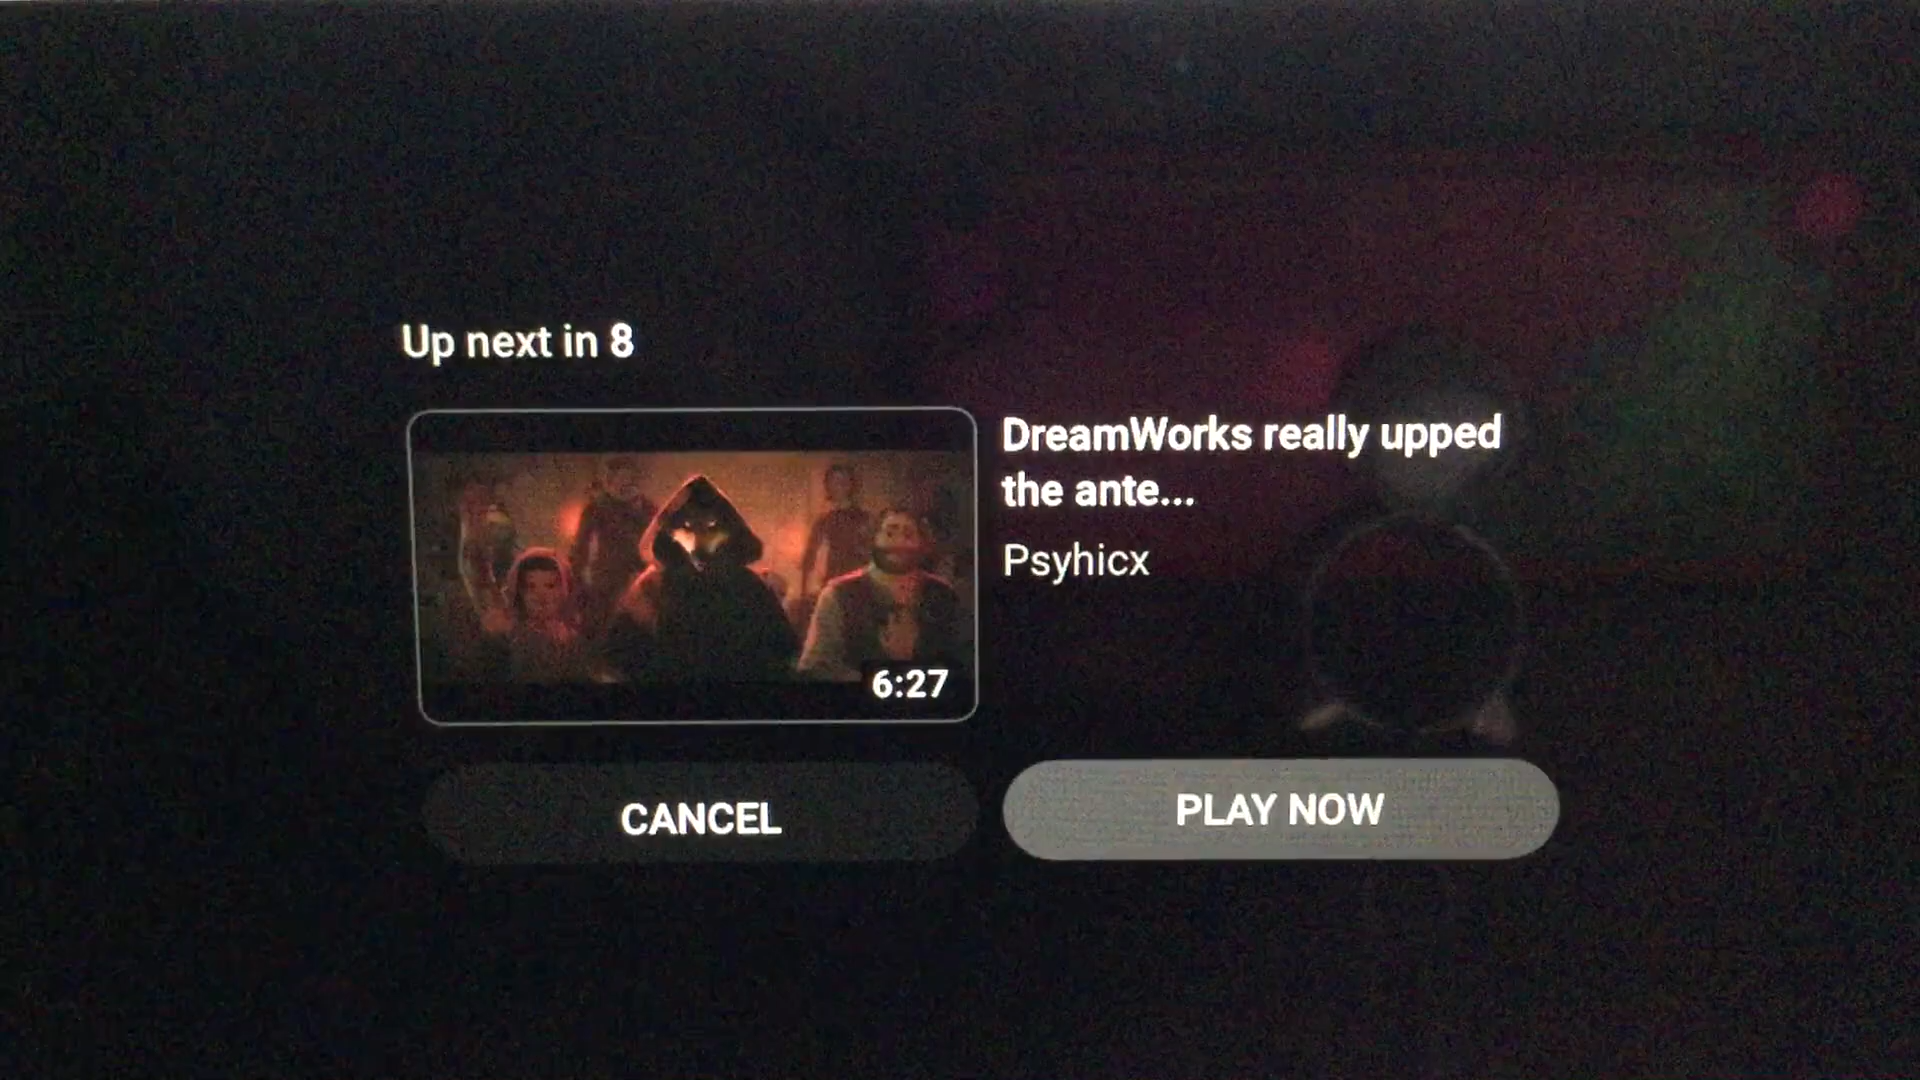 Up next in 8
DreamWorks really upped
the ante...
Psyhicx
6:27
CANCEL
PLAY NOW